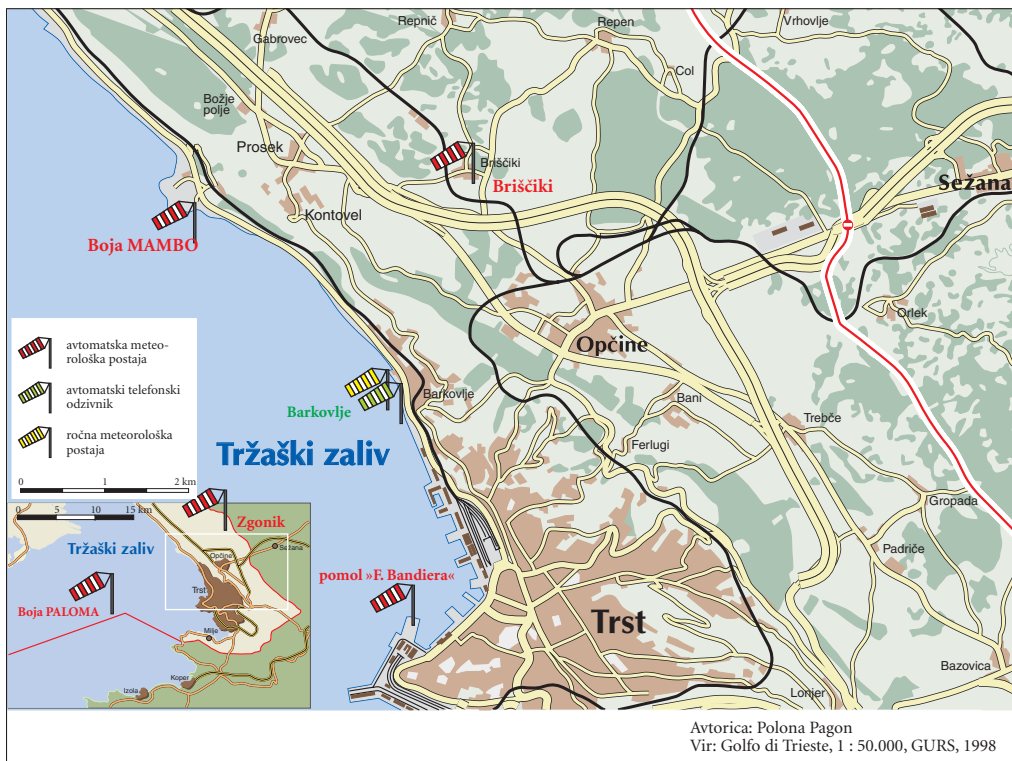 Repnič
Repen
Vrhovlje
Gabrovec
Col
Božje
polje
Prosek
Briščiki
Briščiki
Sežana
Kontovel
Boja MAMBO
Orlek
Opčine
avtomatska meteo-
rološka postaja
avtomatski telefonski
odzivnik
ročna meteorološka
postaja
Barkovlje
Barkovlje
Bani
Trebče
Ferlugi
Tržaški zaliv
0 1 2 km
Gropada
0 5 10 15 km
Zgonik
Tržaški zaliv
Opčine
Sežana
Padriče
Boja PALOMA
Trst
pomol »F. Bandiera«
Trst
Milje
Bazovica
Koper
Izola
Lonjer
Avtorica: Polona Pagon
Vir: Golfo di Trieste, 1 : 50.000, GURS, 1998